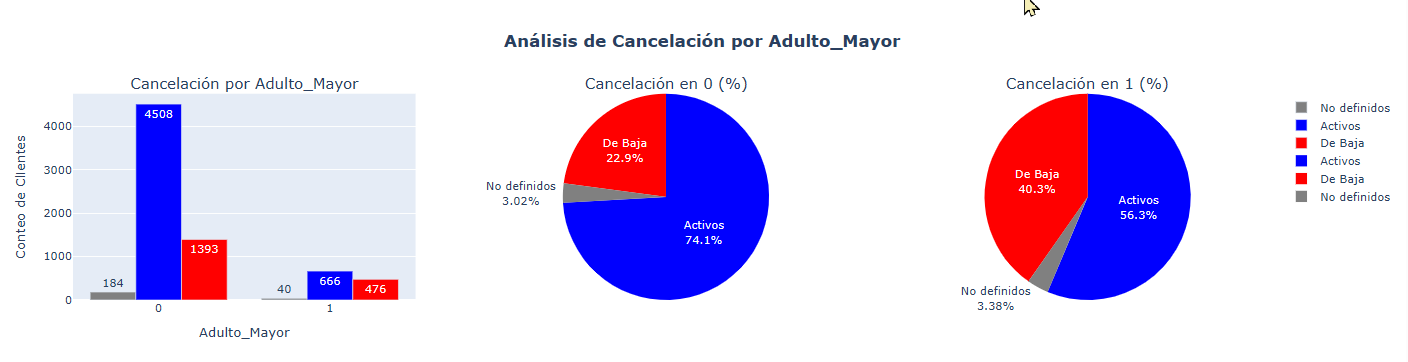 Análisis de Cancelación por Adulto_Mayor
Cancelación por Adulto_Mayor
Conteo de Clientes
4000
3000
2000
1000
0
184
4508
1393
40
666
476
0
1
Adulto_Mayor
Cancelación en 0 (%)
De Baja
22.9%
No definidos
3.02%
Activos
74.1%
Cancelación en 1 (%)
De Baja
40.3%
Activos
56.3%
No definidos
3.38%
No definidos
Activos
De Baja
Activos
De Baja
No definidos